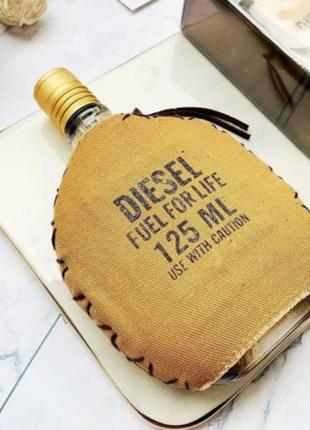 DIESEL
FUEL FOR LIFE
125 ML
USE WITH CAUTION